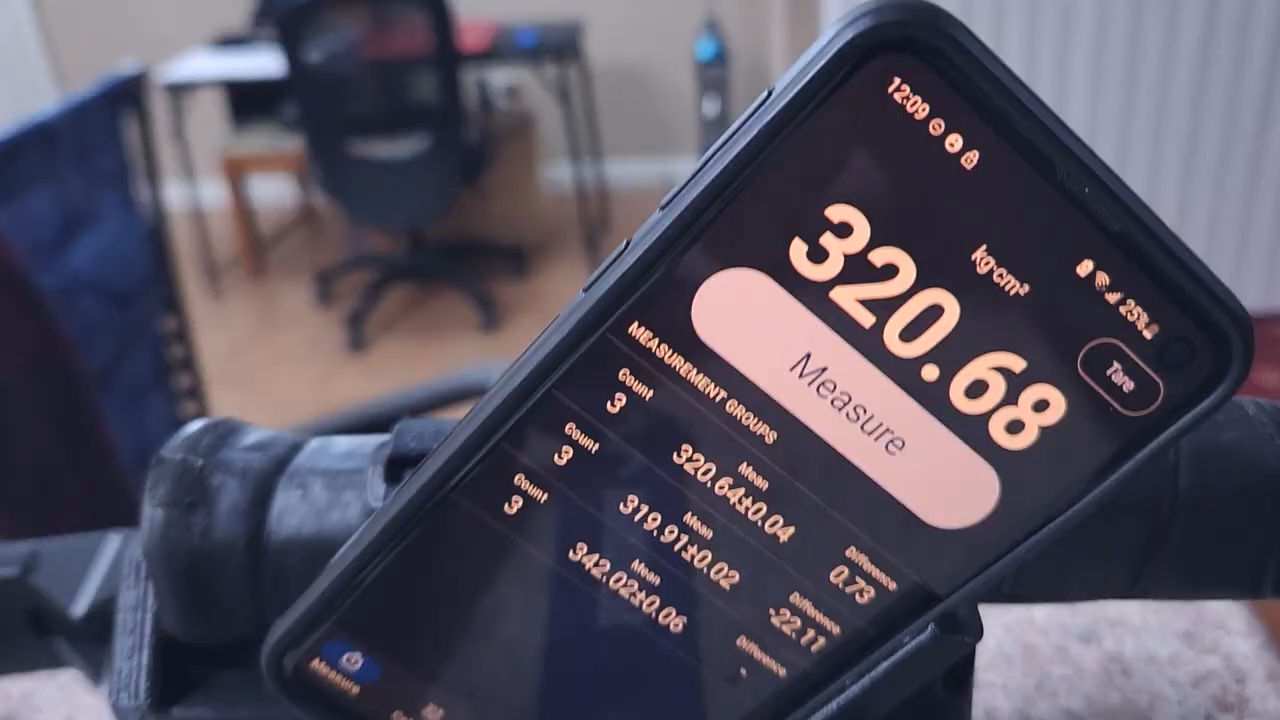 12:09
25%
kg·cm²
Tare
320.68
Measure
MEASUREMENT GROUPS
Count Mean Difference
3 320.64±0.04 0.73
Count Mean Difference
3 319.91±0.02 -22.11
Count Mean Difference
3 342.02±0.06 -
Measure